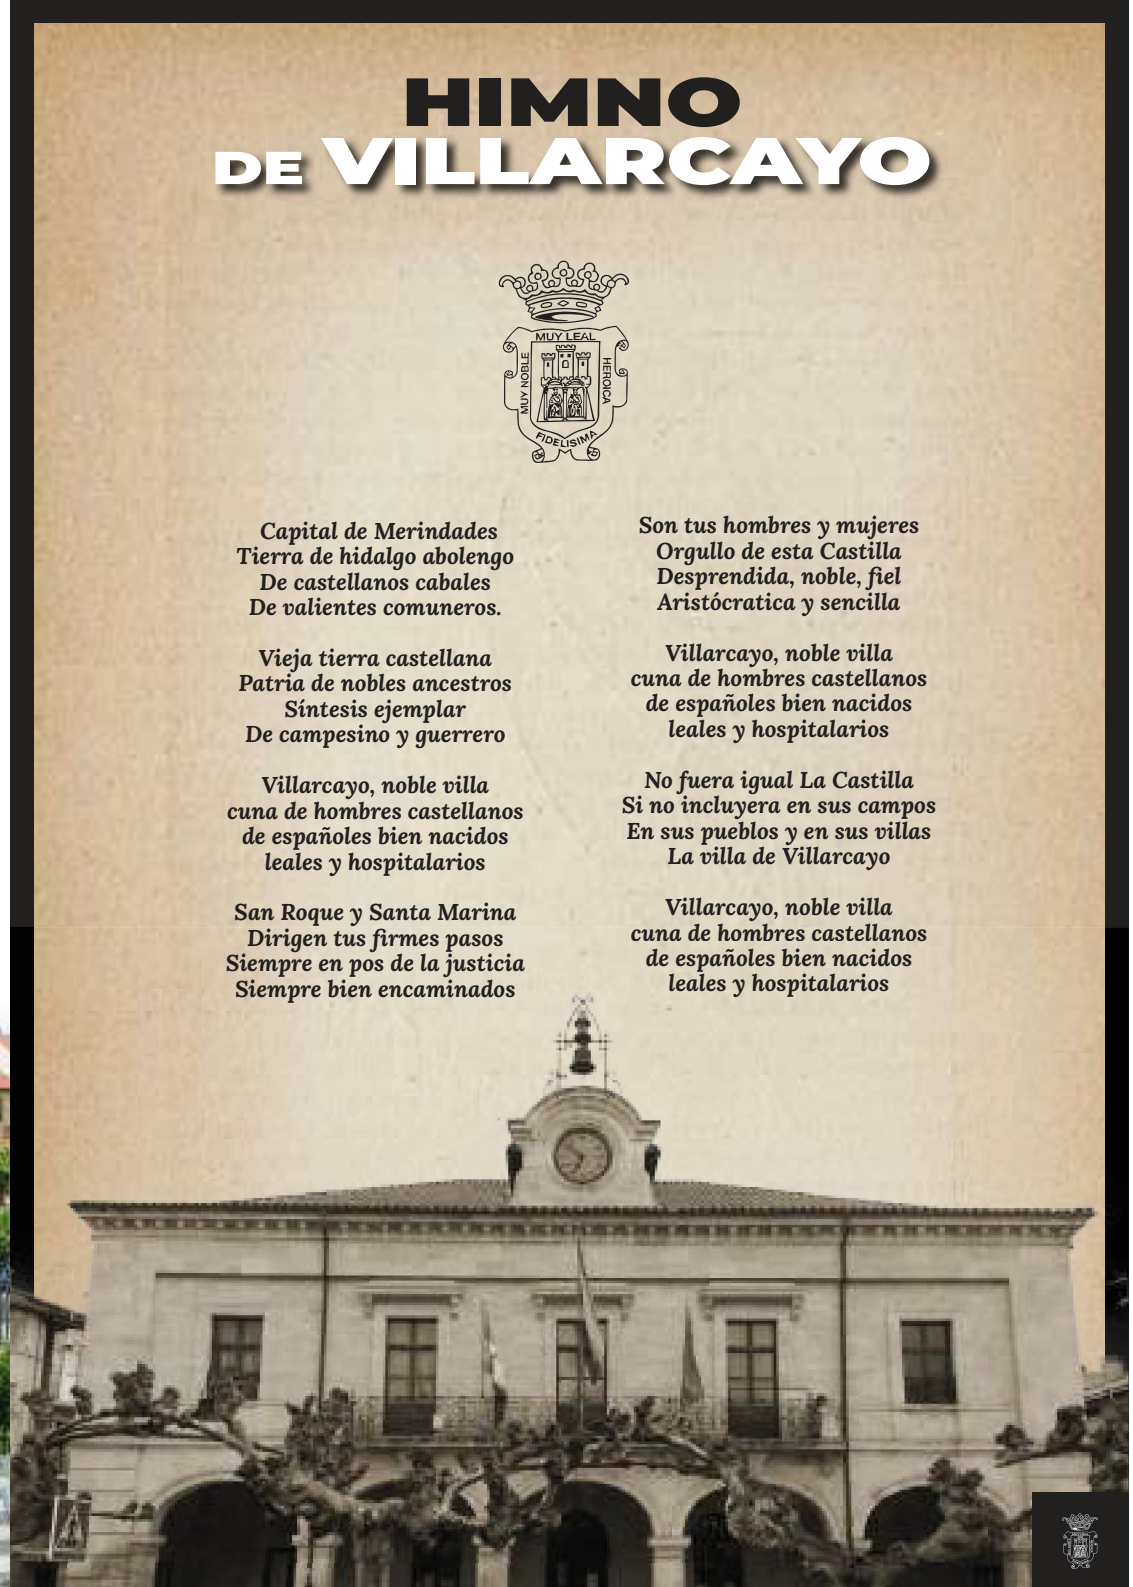 HIMNO
DE VILLARCAYO
MUY LEAL
MUY NOBLE
HEROICA
FIDELISIMA
Capital de Merindades
Tierra de hidalgo abolengo
De castellanos cabales
De valientes comuneros.
Vieja tierra castellana
Patria de nobles ancestros
Síntesis ejemplar
De campesino y guerrero
Villarcayo, noble villa
cuna de hombres castellanos
de españoles bien nacidos
leales y hospitalarios
San Roque y Santa Marina
Dirigen tus firmes pasos
Siempre en pos de la justicia
Siempre bien encaminados
Son tus hombres y mujeres
Orgullo de esta Castilla
Desprendida, noble, fiel
Aristócratica y sencilla
Villarcayo, noble villa
cuna de hombres castellanos
de españoles bien nacidos
leales y hospitalarios
No fuera igual La Castilla
Si no incluyera en sus campos
En sus pueblos y en sus villas
La villa de Villarcayo
Villarcayo, noble villa
cuna de hombres castellanos
de españoles bien nacidos
leales y hospitalarios